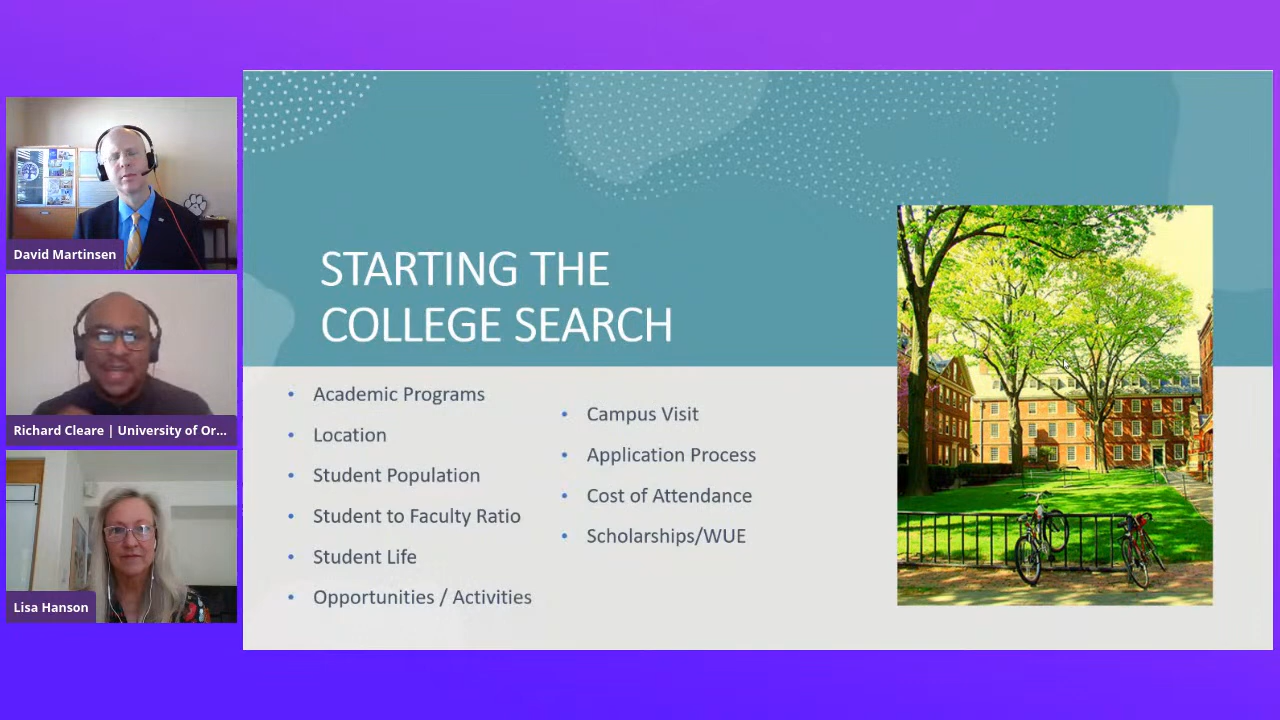 David Martinsen
Richard Cleare | University of Or...
Lisa Hanson
STARTING THE
COLLEGE SEARCH
• Academic Programs
• Location
• Student Population
• Student to Faculty Ratio
• Student Life
• Opportunities / Activities
• Campus Visit
• Application Process
• Cost of Attendance
• Scholarships/WUE